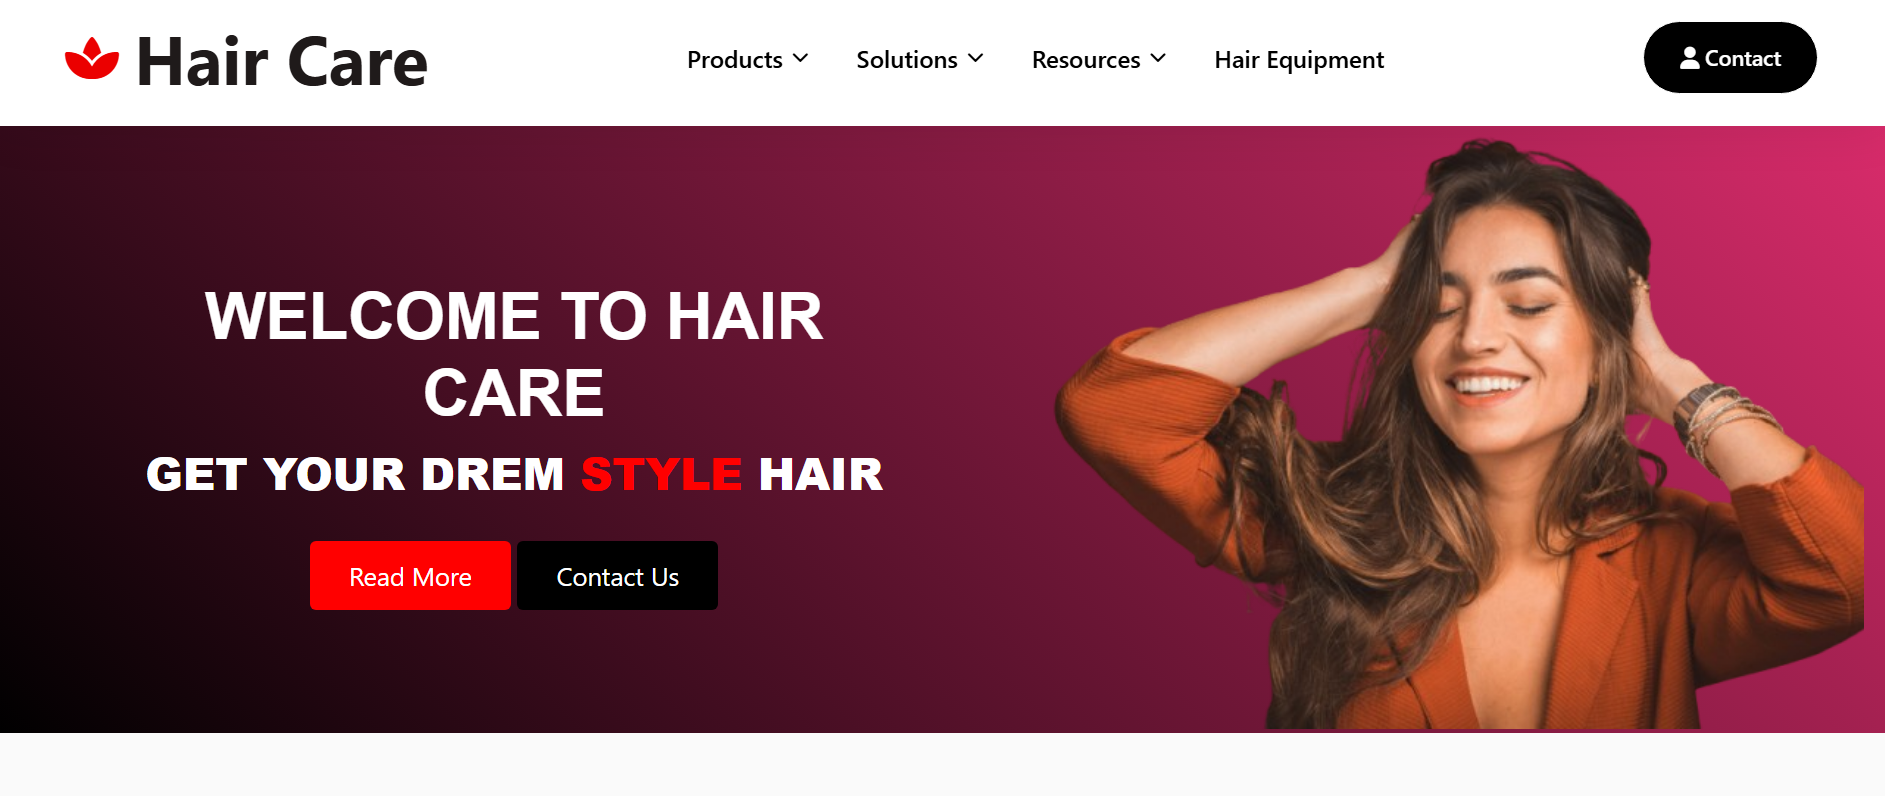 Hair Care
Products
Solutions
Resources
Hair Equipment
Contact
WELCOME TO HAIR
CARE
GET YOUR DREM STYLE HAIR
Read More
Contact Us